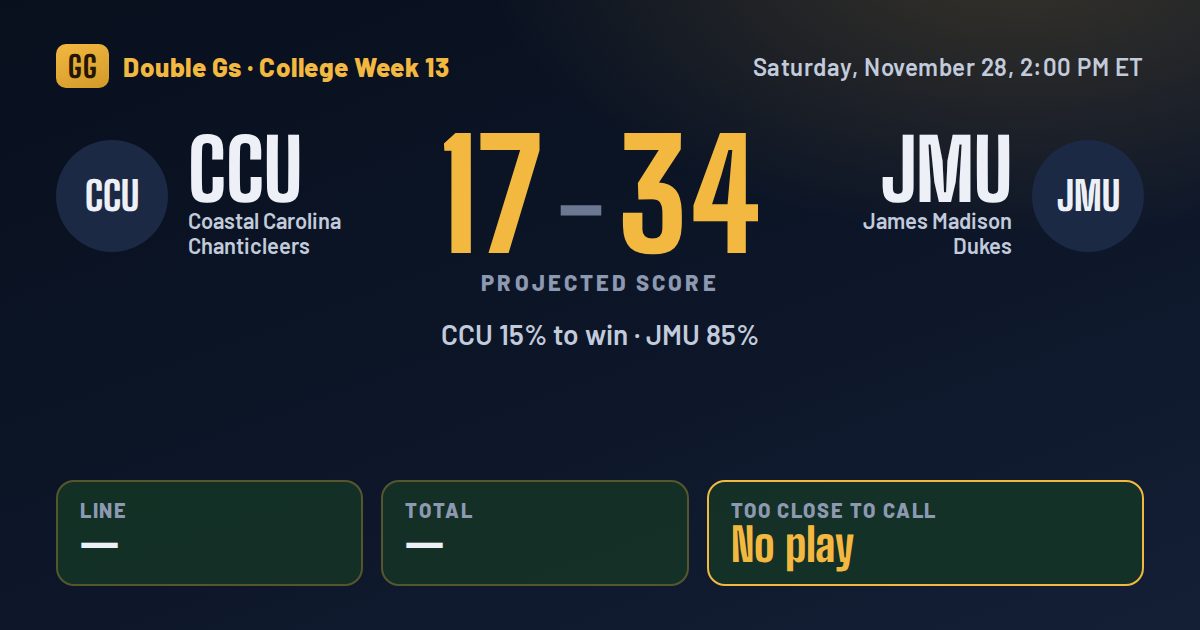 GG Double Gs · College Week 13
Saturday, November 28, 2:00 PM ET
CCU
CCU
Coastal Carolina
Chanticleers
17 – 34
PROJECTED SCORE
CCU 15% to win · JMU 85%
JMU
James Madison
Dukes
JMU
LINE
—
TOTAL
—
TOO CLOSE TO CALL
No play